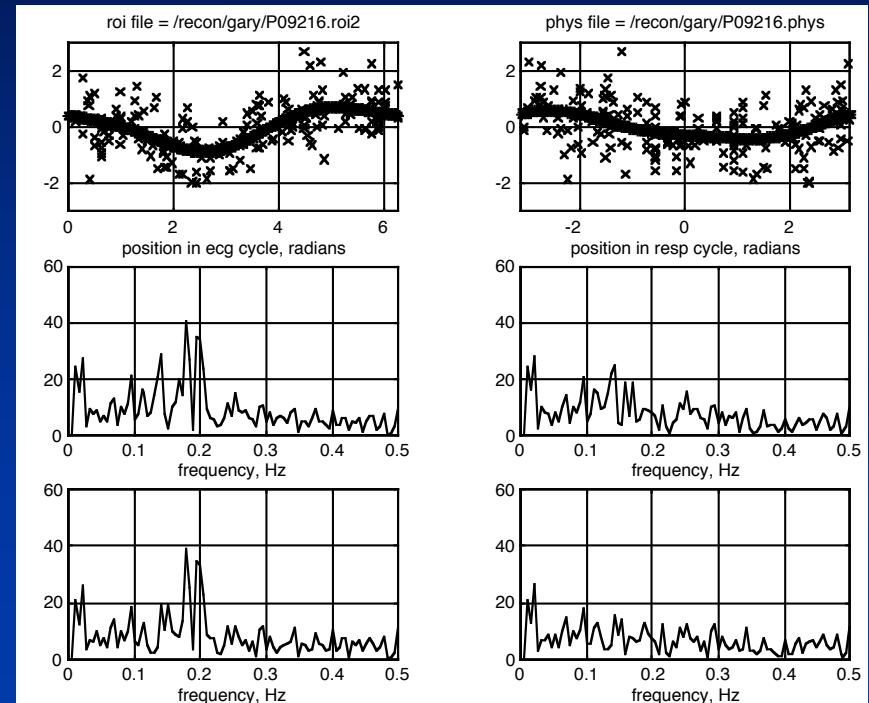 roi file = /recon/gary/P09216.roi2
phys file = /recon/gary/P09216.phys
2
0
-2
0 2 4 6
position in ecg cycle, radians
2
0
-2
-2 0 2
position in resp cycle, radians
60
40
20
0
0 0.1 0.2 0.3 0.4 0.5
frequency, Hz
60
40
20
0
0.0 0.1 0.2 0.3 0.4 0.5
frequency, Hz
60
40
20
0
0 0.1 0.2 0.3 0.4 0.5
frequency, Hz
60
40
20
0
0 0.1 0.2 0.3 0.4 0.5
frequency, Hz